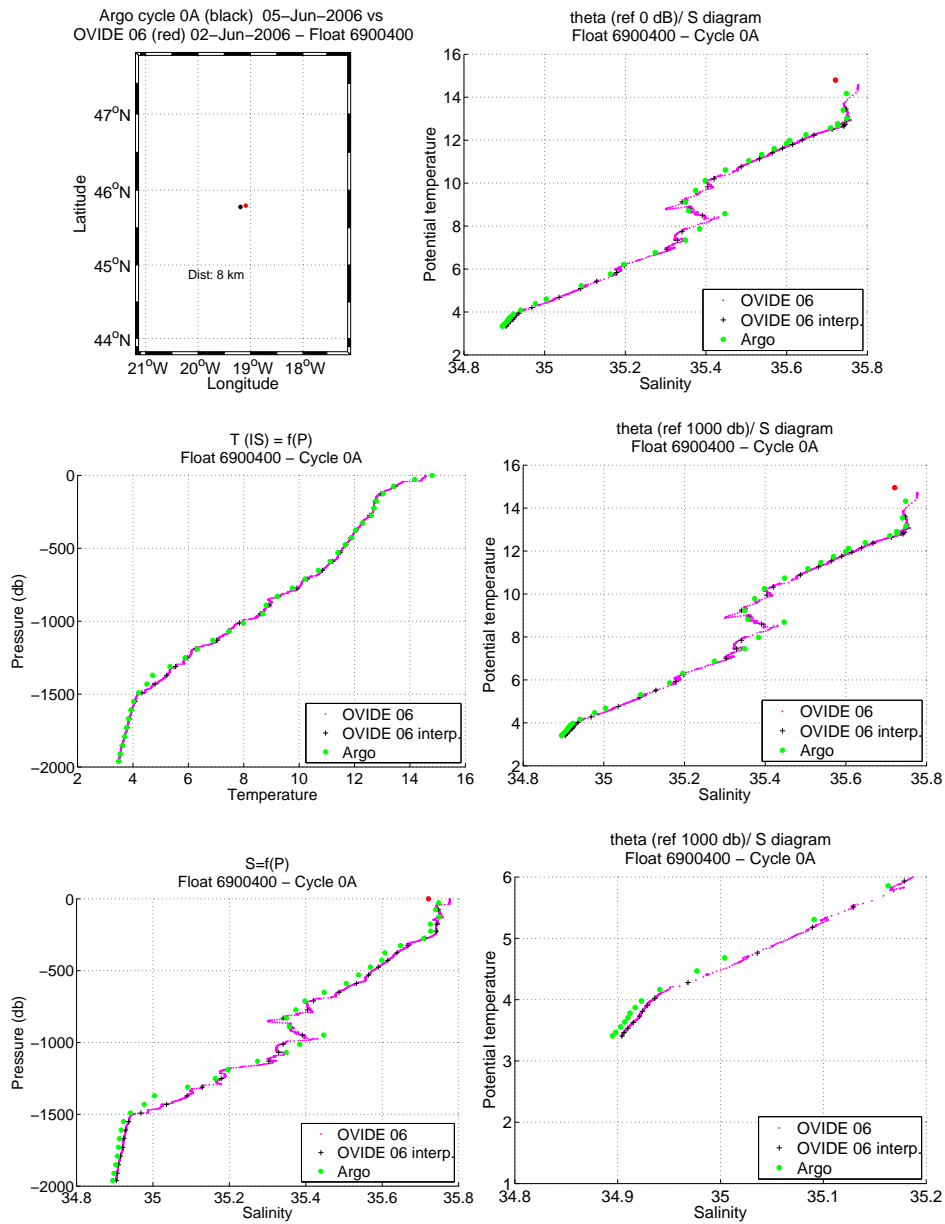 Argo cycle 0A (black)  05−Jun−2006 vs
OVIDE 06 (red) 02−Jun−2006 − Float 6900400
47°N
46°N
45°N
44°N
Latitude
Dist: 8 km
21°W
20°W
19°W
18°W
Longitude
theta (ref 0 dB)/ S diagram
Float 6900400 − Cycle 0A
16
14
12
10
8
6
4
2
Potential temperature
34.8
35
35.2
35.4
35.6
35.8
Salinity
OVIDE 06
OVIDE 06 interp.
Argo
T (IS) = f(P)
Float 6900400 − Cycle 0A
0
−500
−1000
−1500
−2000
Pressure (db)
2
4
6
8
10
12
14
16
Temperature
OVIDE 06
OVIDE 06 interp.
Argo
theta (ref 1000 db)/ S diagram
Float 6900400 − Cycle 0A
16
14
12
10
8
6
4
2
Potential temperature
34.8
35
35.2
35.4
35.6
35.8
Salinity
OVIDE 06
OVIDE 06 interp.
Argo
S=f(P)
Float 6900400 − Cycle 0A
0
−500
−1000
−1500
−2000
Pressure (db)
34.8
35
35.2
35.4
35.6
35.8
Salinity
OVIDE 06
OVIDE 06 interp.
Argo
theta (ref 1000 db)/ S diagram
Float 6900400 − Cycle 0A
6
5
4
3
2
1
Potential temperature
34.8
34.9
35
35.1
35.2
Salinity
OVIDE 06
OVIDE 06 interp.
Argo